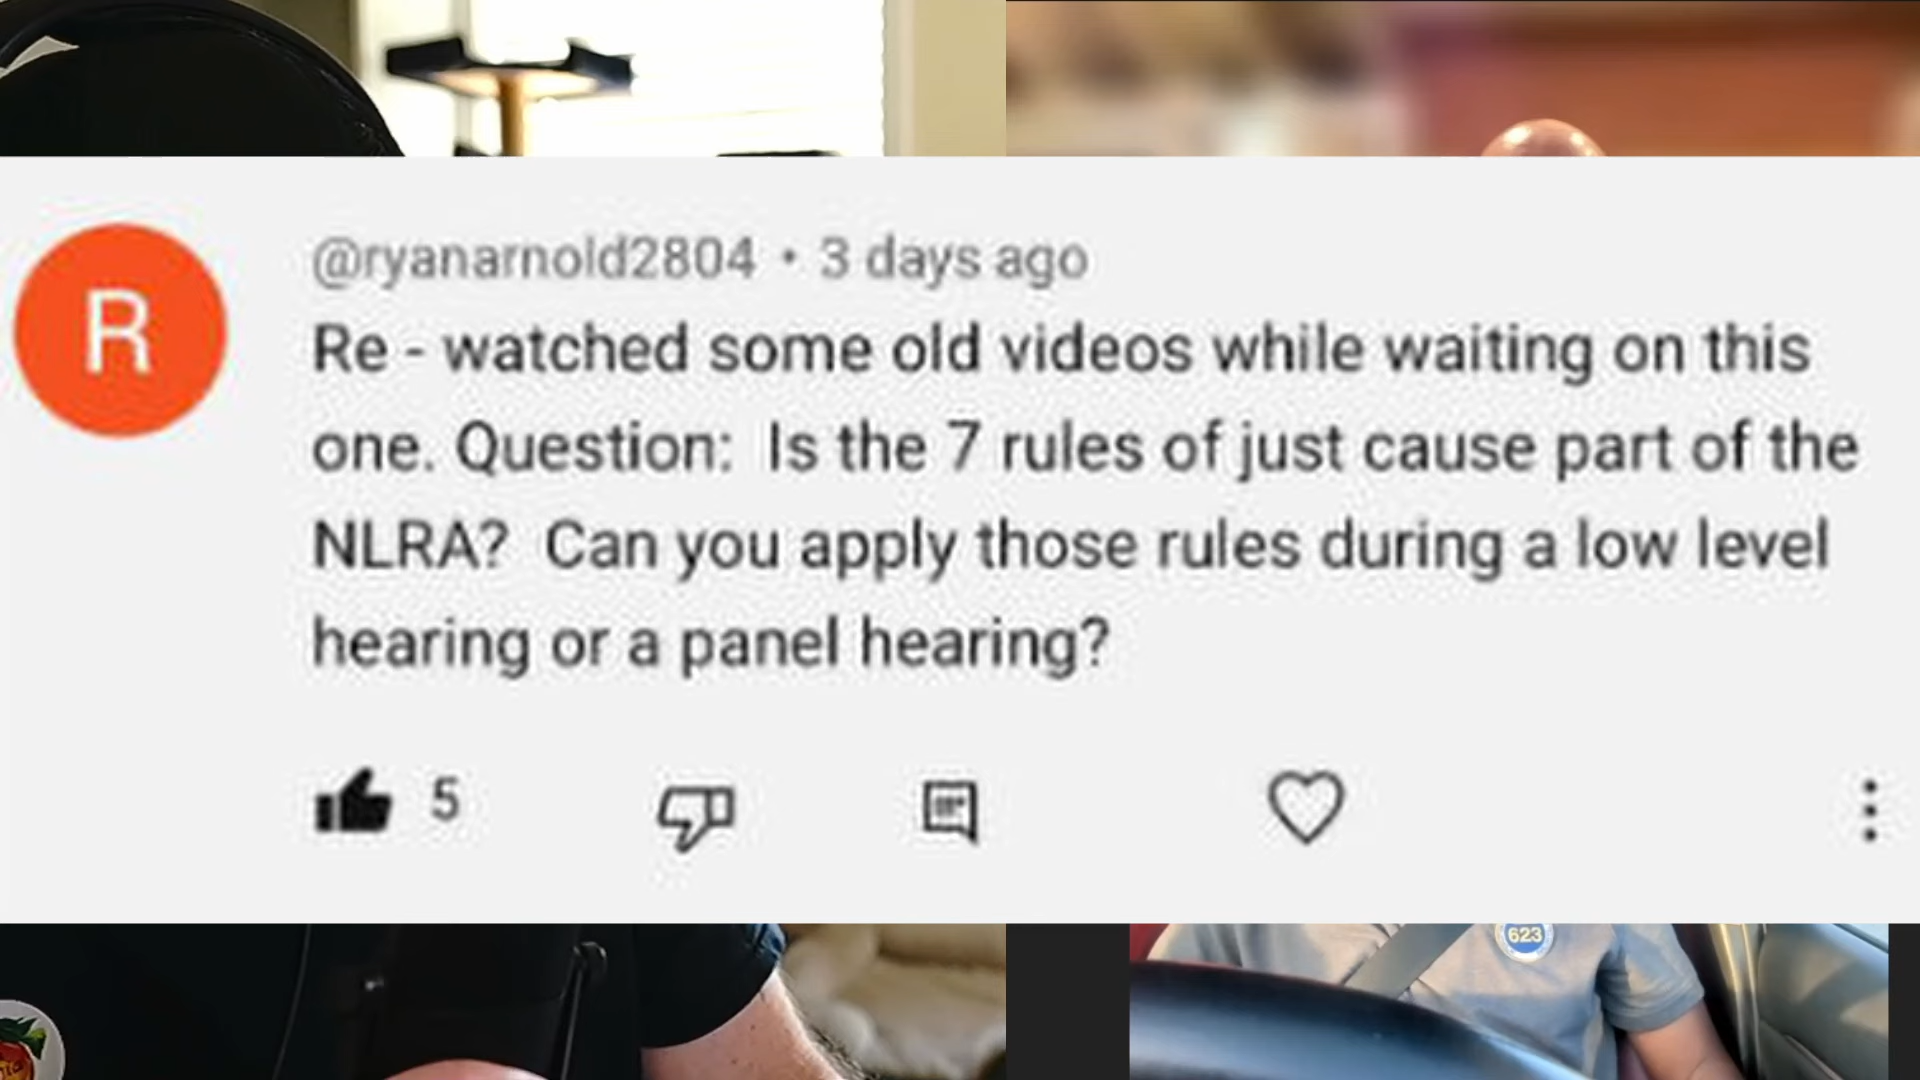 R
@ryanarnold2804 • 3 days ago
Re - watched some old videos while waiting on this
one. Question: Is the 7 rules of just cause part of the
NLRA? Can you apply those rules during a low level
hearing or a panel hearing?
5
623